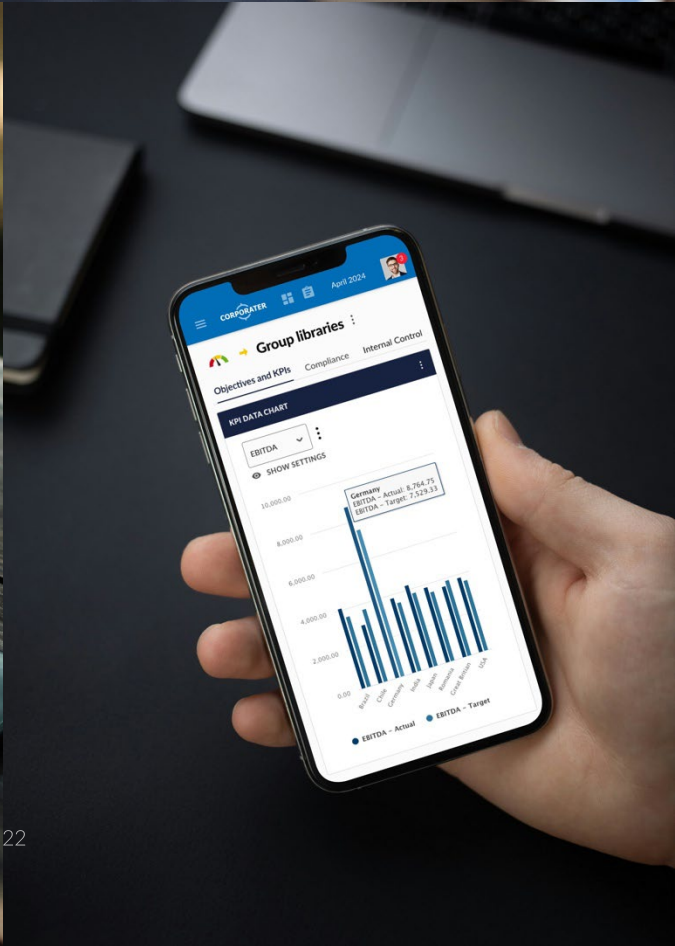 CORPORATER
April 2024
3
Group libraries
Objectives and KPIs
Compliance
Internal Control
KPI DATA CHART
EBITDA
SHOW SETTINGS
10,000.00
8,000.00
6,000.00
4,000.00
2,000.00
0.00
Germany
EBITDA – Actual: 8,764.75
EBITDA – Target: 7,529.33
Brazil
Chile
Germany
India
Japan
Romania
Great Britian
USA
EBITDA – Actual
EBITDA – Target
22